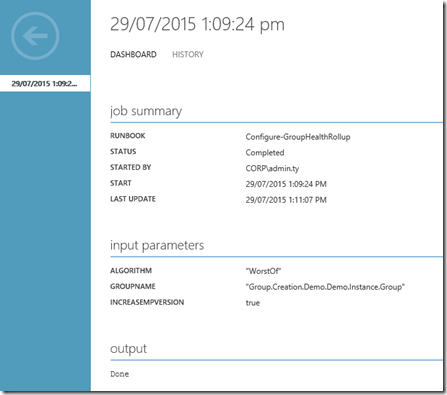 29/07/2015 1:09:24 pm
DASHBOARD HISTORY
29/07/2015 1:09:2...
job summary
RUNBOOK Configure-GroupHealthRollup
STATUS Completed
STARTED BY CORP\admin.ty
START 29/07/2015 1:09:24 PM
LAST UPDATE 29/07/2015 1:11:07 PM
input parameters
ALGORITHM "WorstOf"
GROUPNAME "Group.Creation.Demo.Demo.Instance.Group"
INCREASEMPVERSION true
output
Done